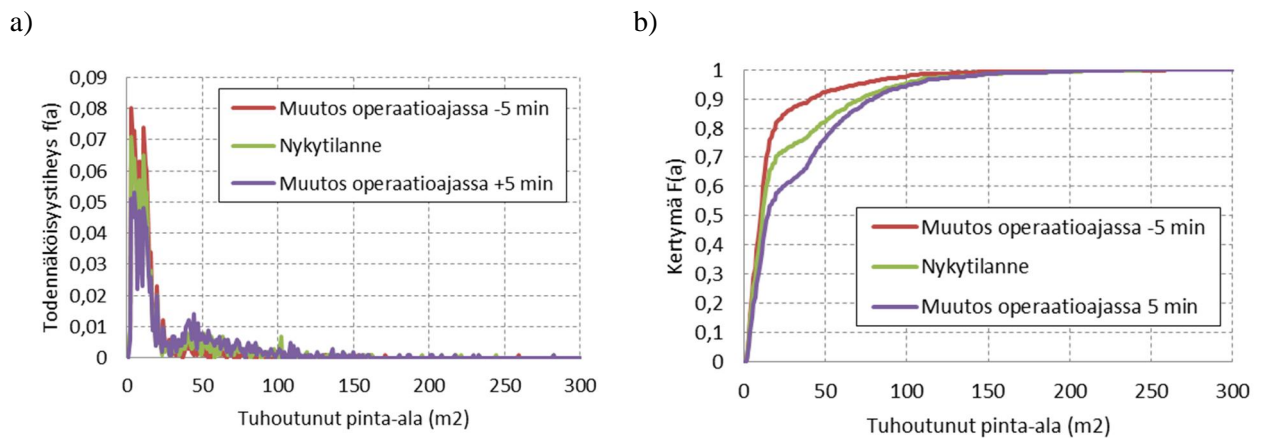 a)
Todennäköisyystiheys f(a)
0,09
0,08
0,07
0,06
0,05
0,04
0,03
0,02
0,01
0
Muutos operaatioajassa -5 min
Nykytilanne
Muutos operaatioajassa +5 min
0 50 100 150 200 250 300
Tuhoutunut pinta-ala (m2)
b)
Kertymä F(a)
1
0,9
0,8
0,7
0,6
0,5
0,4
0,3
0,2
0,1
0
Muutos operaatioajassa -5 min
Nykytilanne
Muutos operaatioajassa 5 min
0 50 100 150 200 250 300
Tuhoutunut pinta-ala (m2)